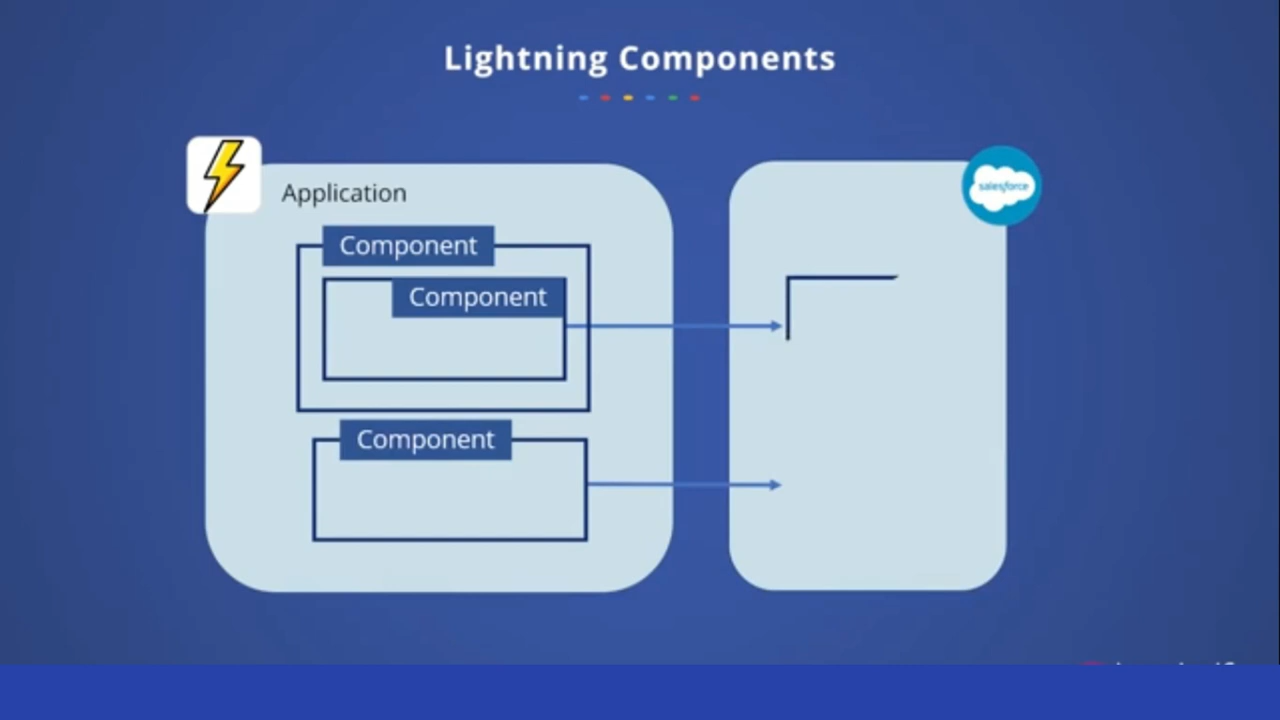 Lightning Components
Application
salesforce
Component
Component
Component